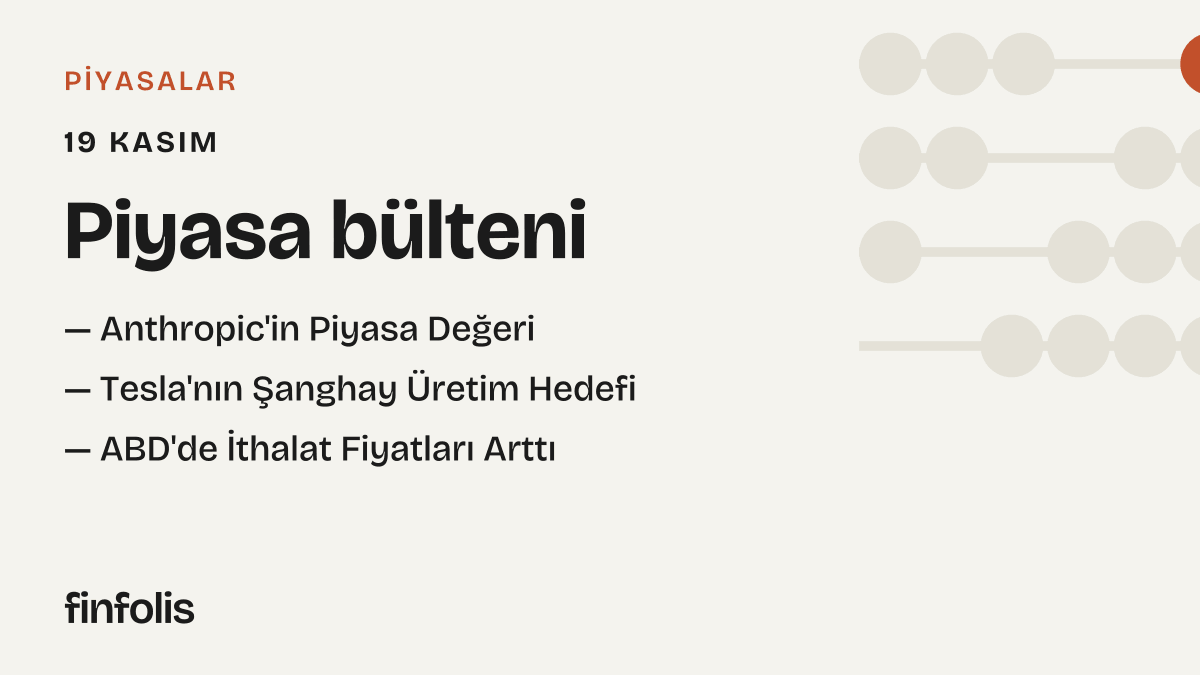 PİYASALAR
19 KASIM
Piyasa bülteni
— Anthropic'in Piyasa Değeri
— Tesla'nın Şanghay Üretim Hedefi
— ABD'de İthalat Fiyatları Arttı
finfolis